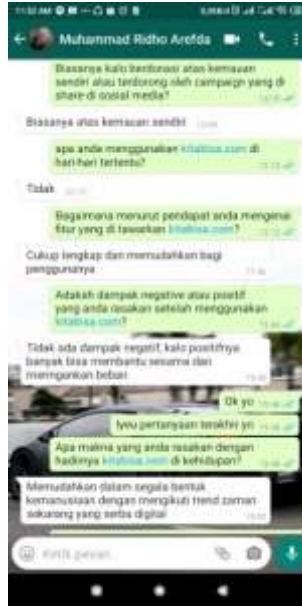 Muhammad Ridho Arefda
Biasanya kalo berdonasi atas kemauan
sendiri atau terdorong oleh campaign yang di
share di sosial media?
Biasanya atas kemauan sendiri
apa anda menggunakan kitabisa.com di
hari-hari tertentu?
Tidak
Bagaimana menurut pendapat anda mengenai
fitur yang di tawarkan kitabisa.com?
Cukup lengkap dan memudahkan bagi
penggunanya
Adakah dampak negative atau positif
yang anda rasakan setelah menggunakan
kitabisa.com?
Tidak ada dampak negatif, kalo positifnya
banyak bisa membantu sesama dan
meringankan beban
Ok yo
Iyeu pertanyaan terakhir yo
Apa makna yang anda rasakan dengan
hadirnya kitabisa.com di kehidupan?
Memudahkan dalam segala bentuk
kemanusiaan dengan mengikuti trend zaman
sekarang yang serba digital
Ketik pesan